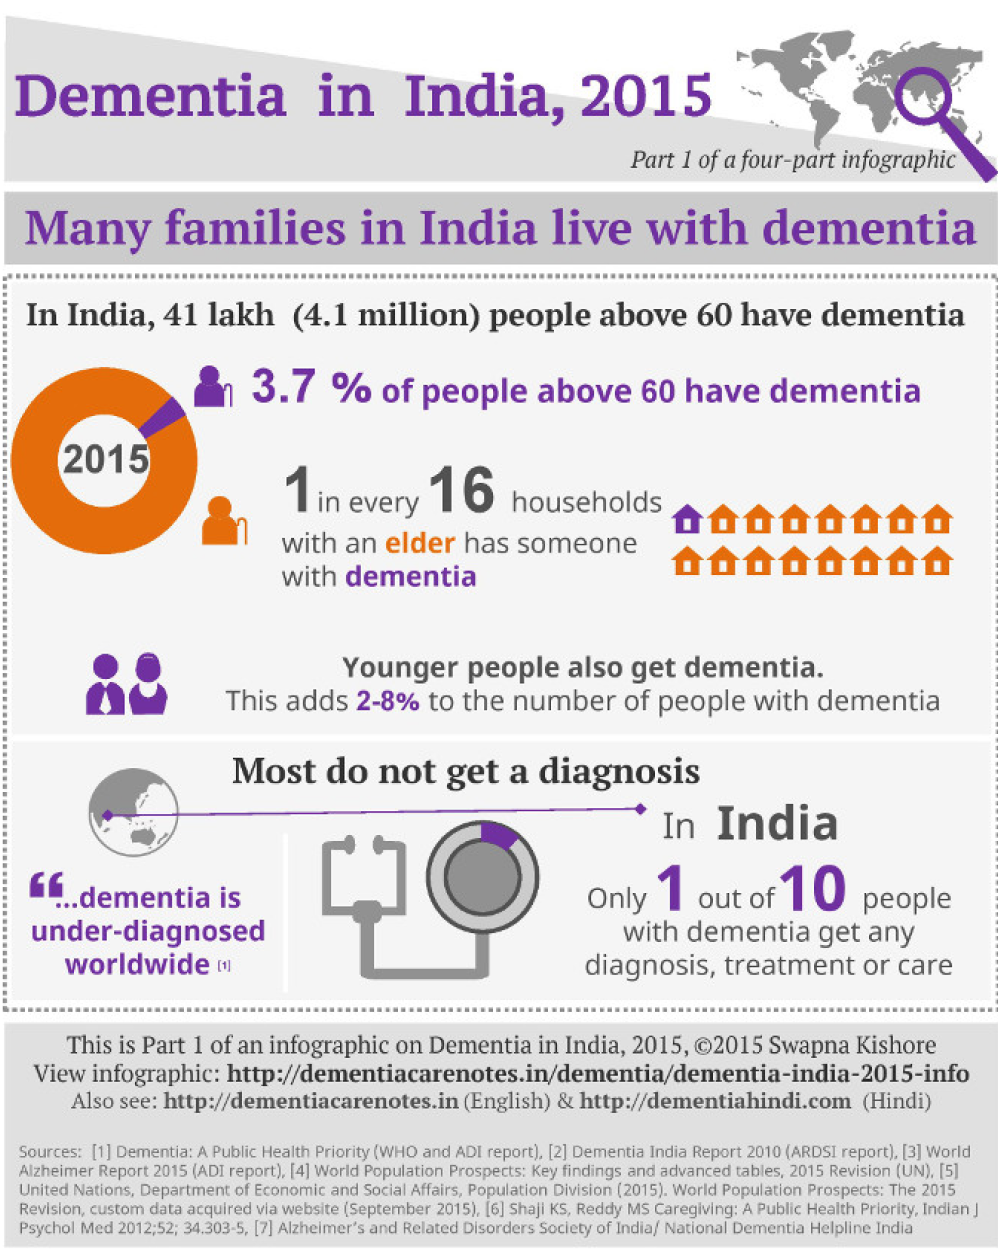 Dementia in India, 2015
Part 1 of a four-part infographic
Many families in India live with dementia
In India, 41 lakh (4.1 million) people above 60 have dementia
3.7 % of people above 60 have dementia
2015
1 in every 16 households
with an elder has someone
with dementia
Younger people also get dementia.
This adds 2-8% to the number of people with dementia
Most do not get a diagnosis
In India
“...dementia is
under-diagnosed
worldwide [1]
Only 1 out of 10 people
with dementia get any
diagnosis, treatment or care
This is Part 1 of an infographic on Dementia in India, 2015, ©2015 Swapna Kishore
View infographic: http://dementiacarenotes.in/dementia/dementia-india-2015-info
Also see: http://dementiacarenotes.in (English) & http://dementiahindi.com (Hindi)
Sources: [1] Dementia: A Public Health Priority (WHO and ADI report), [2] Dementia India Report 2010 (ARDSI report), [3] World
Alzheimer Report 2015 (ADI report), [4] World Population Prospects: Key findings and advanced tables, 2015 Revision (UN), [5]
United Nations, Department of Economic and Social Affairs, Population Division (2015). World Population Prospects: The 2015
Revision, custom data acquired via website (September 2015), [6] Shaji KS, Reddy MS Caregiving: A Public Health Priority, Indian J
Psychol Med 2012;52; 34.303-5, [7] Alzheimer's and Related Disorders Society of India/ National Dementia Helpline India